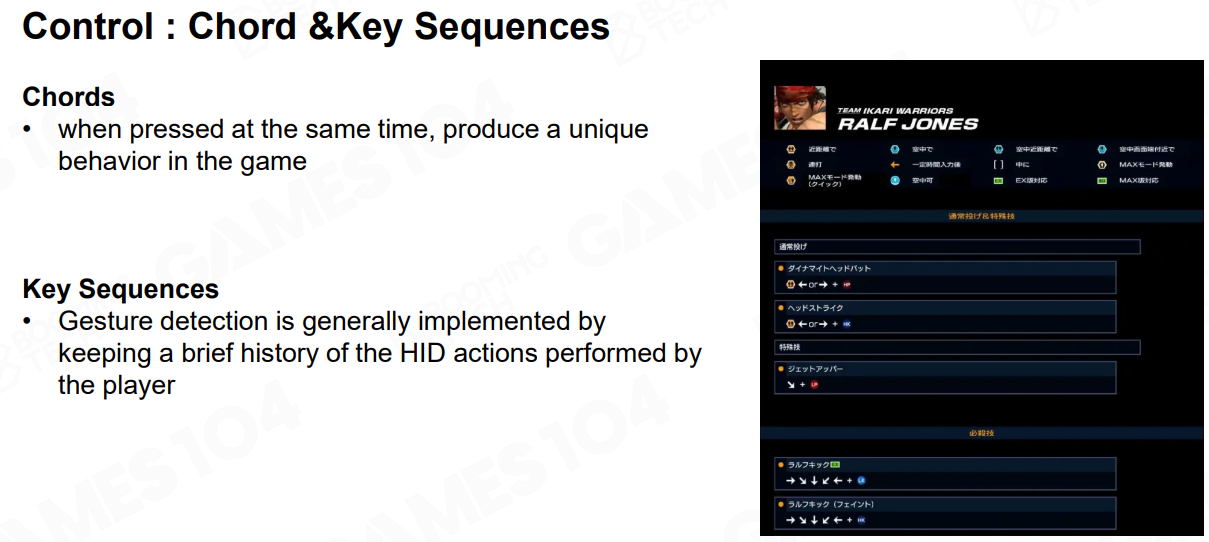 Control : Chord &Key Sequences
Chords
• when pressed at the same time, produce a unique
behavior in the game
Key Sequences
• Gesture detection is generally implemented by
keeping a brief history of the HID actions performed by
the player
TEAM IKARI WARRIORS
RALF JONES
近距離で 空中で 空中近距離で 空中画面端付近で
連打 ← 一定時間入力後 [ ] 中に MAXモード発動
MAXモード発動
(クイック) 空中可 EX版対応 MAX版対応
通常投げ&特殊技
通常投げ
ダイナマイトヘッドバット
←or→ + HP
ヘッドストライク
←or→ + HK
特殊技
ジェットアッパー
↘ + LP
必殺技
ラルフキック EX
→↘↓↙← + LK
ラルフキック (フェイント)
→↘↓↙← + HK
BOOMING TECH
GAMES104